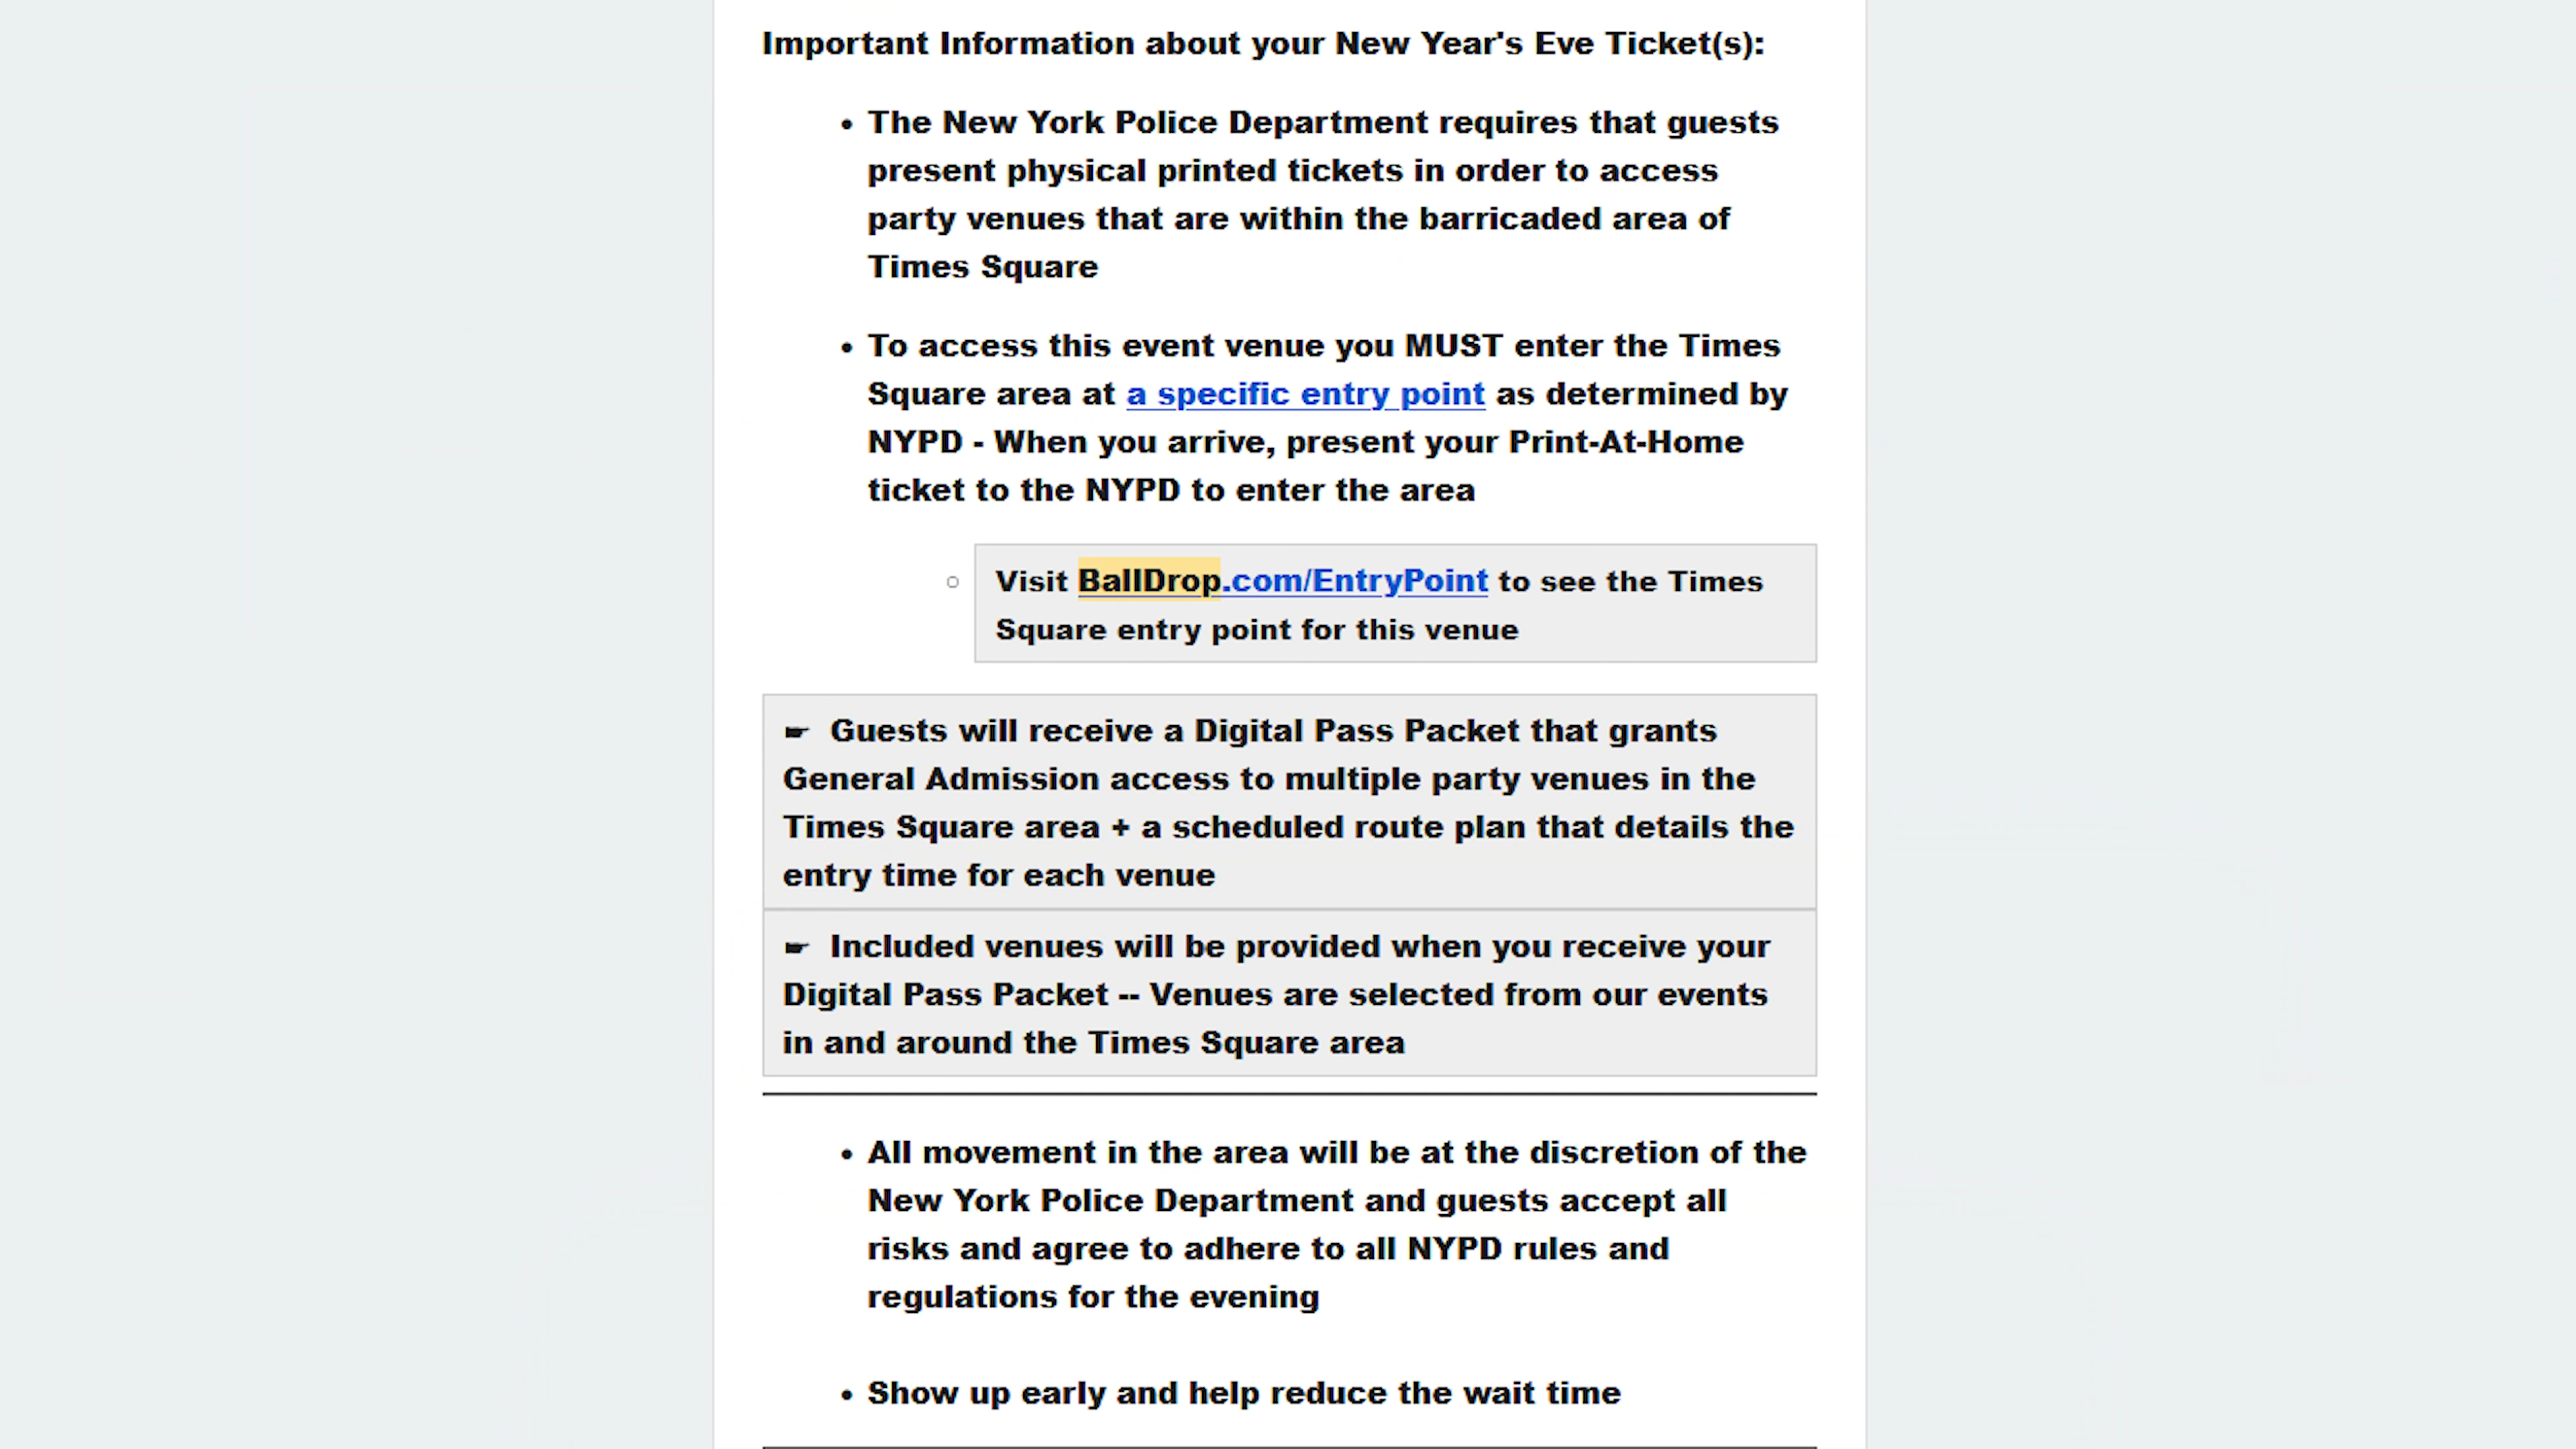 Important Information about your New Year's Eve Ticket(s):
• The New York Police Department requires that guests
present physical printed tickets in order to access
party venues that are within the barricaded area of
Times Square
• To access this event venue you MUST enter the Times
Square area at a specific entry point as determined by
NYPD - When you arrive, present your Print-At-Home
ticket to the NYPD to enter the area
○ Visit BallDrop.com/EntryPoint to see the Times
Square entry point for this venue
☛ Guests will receive a Digital Pass Packet that grants
General Admission access to multiple party venues in the
Times Square area + a scheduled route plan that details the
entry time for each venue
☛ Included venues will be provided when you receive your
Digital Pass Packet -- Venues are selected from our events
in and around the Times Square area
• All movement in the area will be at the discretion of the
New York Police Department and guests accept all
risks and agree to adhere to all NYPD rules and
regulations for the evening
• Show up early and help reduce the wait time